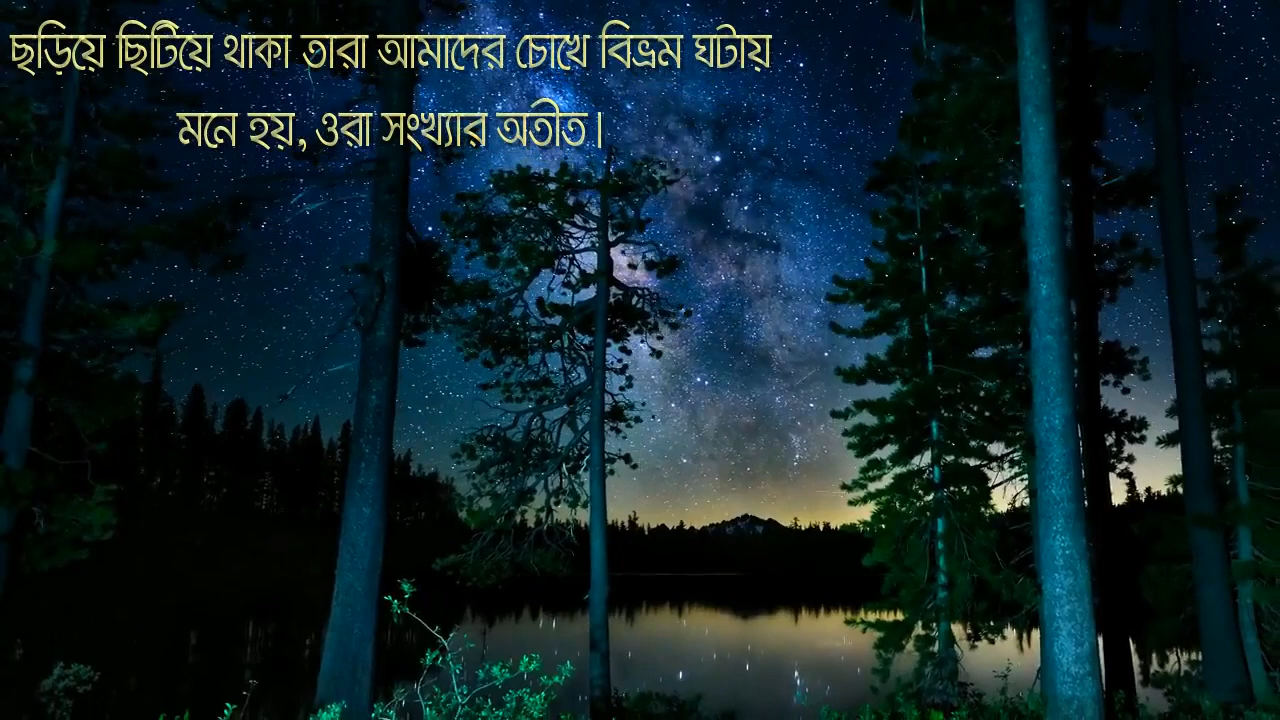 ছড়িয়ে ছিটিয়ে থাকা তারা আমাদের চোখে বিভ্রম ঘটায়
মনে হয়, ওরা সংখ্যার অতীত।